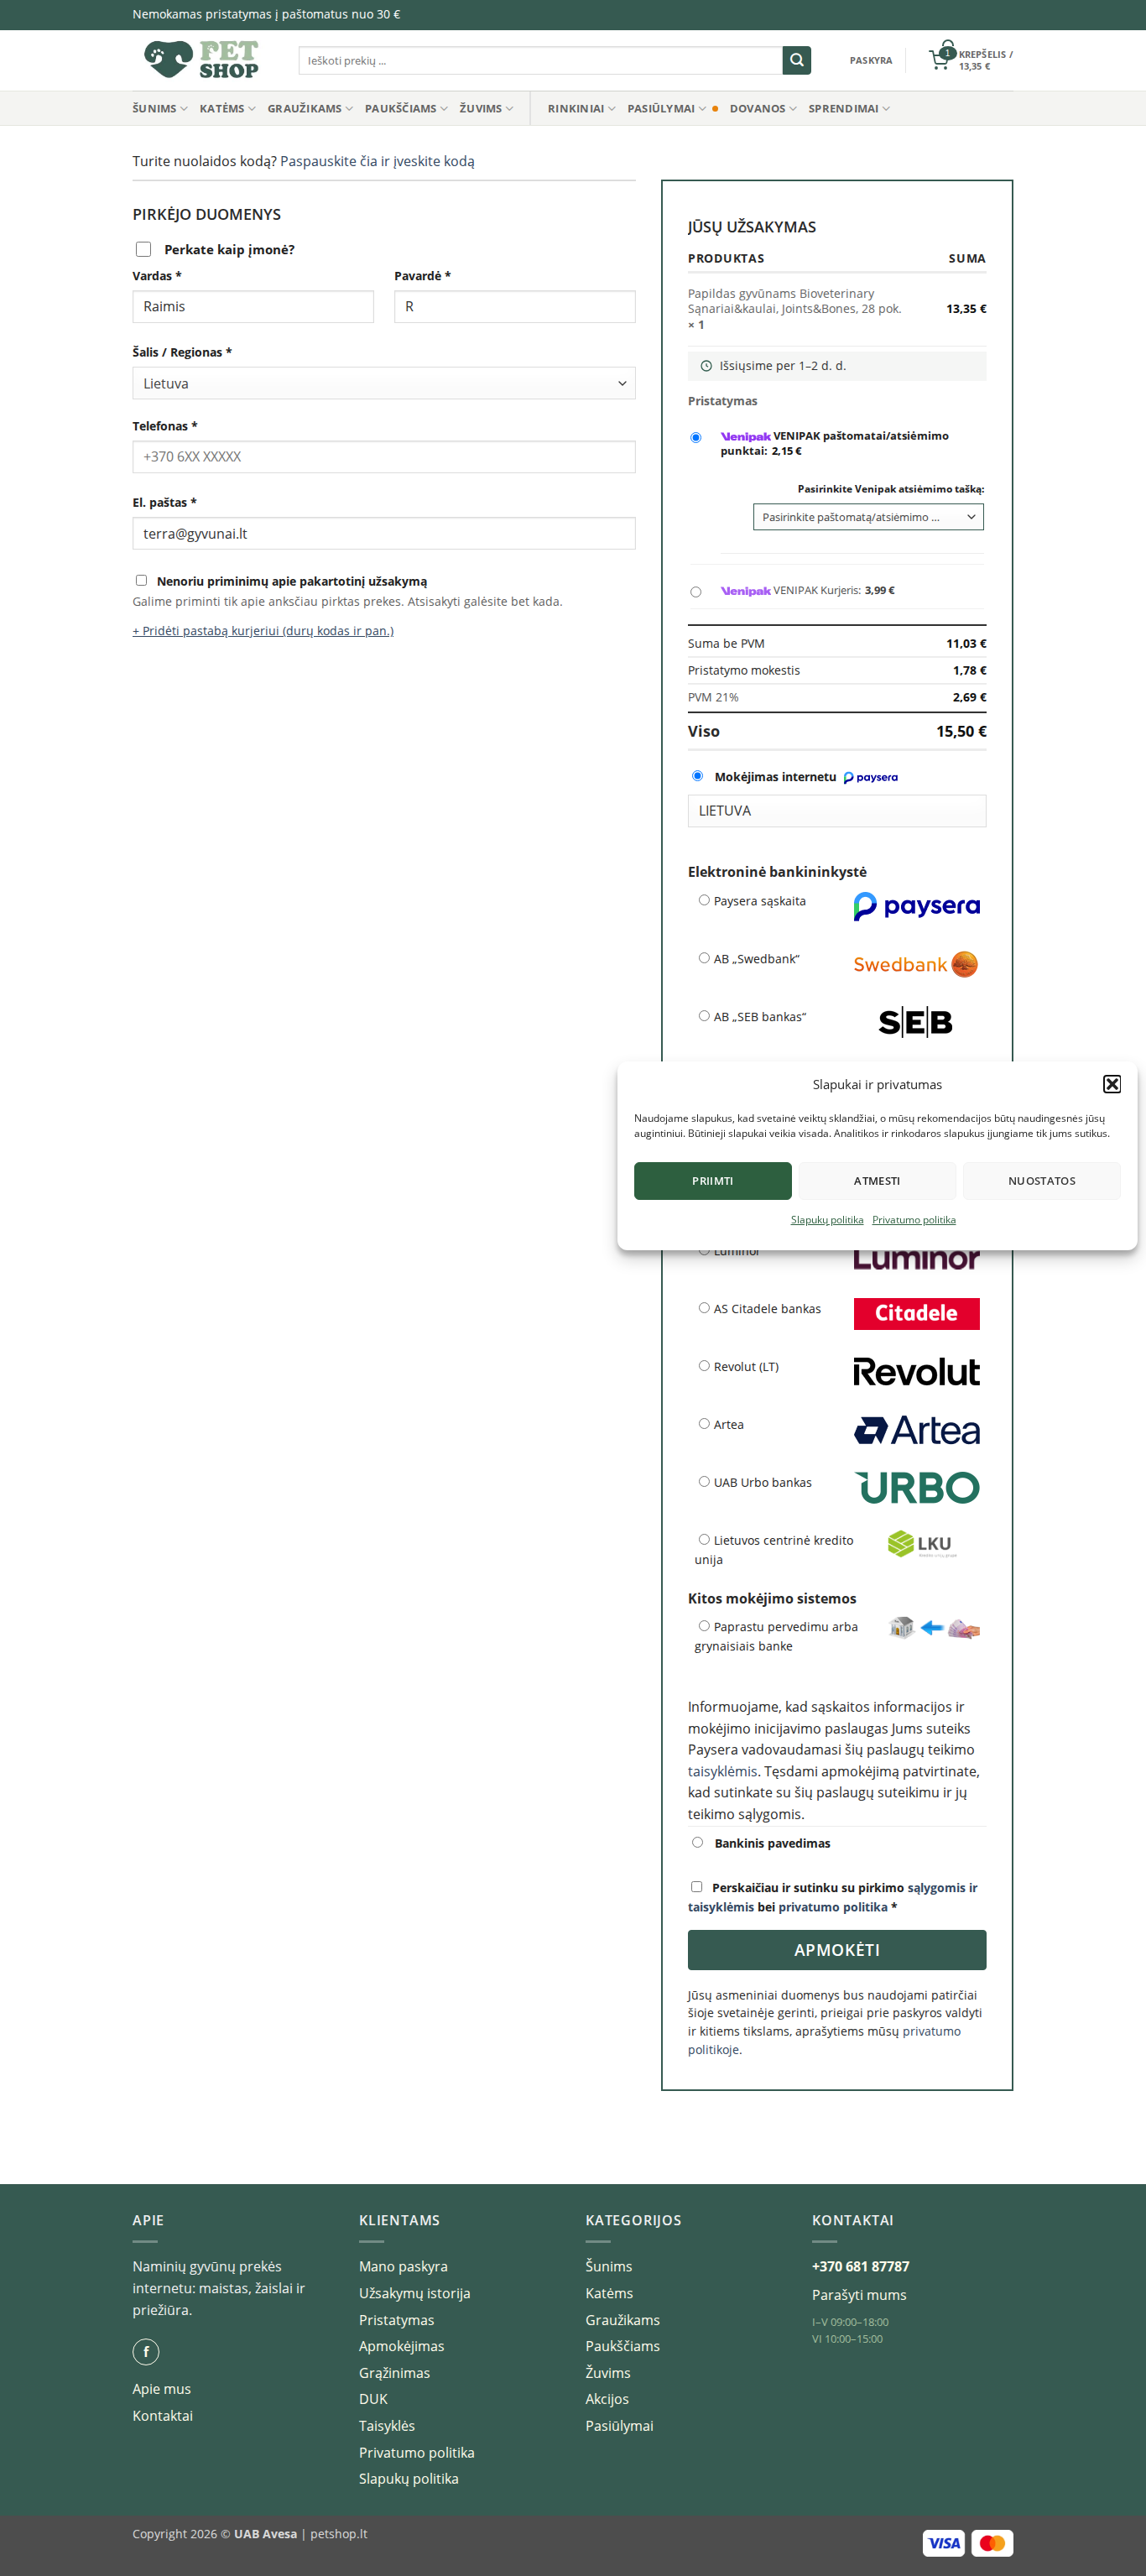 Nemokamas pristatymas į paštomatus nuo 30 €
PET
SHOP
Ieškoti prekių ...
PASKYRA
1
KREPŠELIS /
13,35 €
ŠUNIMS
KATĖMS
GRAUŽIKAMS
PAUKŠČIAMS
ŽUVIMS
RINKINIAI
PASIŪLYMAI
DOVANOS
SPRENDIMAI
Turite nuolaidos kodą? Paspauskite čia ir įveskite kodą
PIRKĖJO DUOMENYS
Perkate kaip įmonė?
Vardas *
Pavardė *
Raimis
R
Šalis / Regionas *
Lietuva
Telefonas *
+370 6XX XXXXX
El. paštas *
terra@gyvunai.lt
Nenoriu priminimų apie pakartotinį užsakymą
Galime priminti tik apie anksčiau pirktas prekes. Atsisakyti galėsite bet kada.
+ Pridėti pastabą kurjeriui (durų kodas ir pan.)
JŪSŲ UŽSAKYMAS
PRODUKTAS
SUMA
Papildas gyvūnams Bioveterinary
Sąnariai&kaulai, Joints&Bones, 28 pok.
× 1
13,35 €
Išsiųsime per 1–2 d. d.
Pristatymas
Venipak VENIPAK paštomatai/atsiėmimo
punktai: 2,15 €
Pasirinkite Venipak atsiėmimo tašką:
Pasirinkite paštomatą/atsiėmimo ...
Venipak VENIPAK Kurjeris: 3,99 €
Suma be PVM
11,03 €
Pristatymo mokestis
1,78 €
PVM 21%
2,69 €
Viso
15,50 €
Mokėjimas internetu paysera
LIETUVA
Elektroninė bankininkystė
Paysera sąskaita
paysera
AB „Swedbank“
Swedbank
AB „SEB bankas“
SEB
Slapukai ir privatumas
Naudojame slapukus, kad svetainė veiktų sklandžiai, o mūsų rekomendacijos būtų naudingesnės jūsų
augintiniui. Būtinieji slapukai veikia visada. Analitikos ir rinkodaros slapukus įjungiame tik jums sutikus.
PRIIMTI
ATMESTI
NUOSTATOS
Slapukų politika
Privatumo politika
Luminor
Luminor
AS Citadele bankas
Citadele
Revolut (LT)
Revolut
Artea
Artea
UAB Urbo bankas
URBO
Lietuvos centrinė kredito
unija
LKU
Kitos mokėjimo sistemos
Paprastu pervedimu arba
grynaisiais banke
Informuojame, kad sąskaitos informacijos ir
mokėjimo inicijavimo paslaugas Jums suteiks
Paysera vadovaudamasi šių paslaugų teikimo
taisyklėmis. Tęsdami apmokėjimą patvirtinate,
kad sutinkate su šių paslaugų suteikimu ir jų
teikimo sąlygomis.
Bankinis pavedimas
Perskaičiau ir sutinku su pirkimo sąlygomis ir
taisyklėmis bei privatumo politika *
APMOKĖTI
Jūsų asmeniniai duomenys bus naudojami patirčiai
šioje svetainėje gerinti, prieigai prie paskyros valdyti
ir kitiems tikslams, aprašytiems mūsų privatumo
politikoje.
APIE
Naminių gyvūnų prekės
internetu: maistas, žaislai ir
priežiūra.
f
Apie mus
Kontaktai
KLIENTAMS
Mano paskyra
Užsakymų istorija
Pristatymas
Apmokėjimas
Grąžinimas
DUK
Taisyklės
Privatumo politika
Slapukų politika
KATEGORIJOS
Šunims
Katėms
Graužikams
Paukščiams
Žuvims
Akcijos
Pasiūlymai
KONTAKTAI
+370 681 87787
Parašyti mums
I–V 09:00–18:00
VI 10:00–15:00
Copyright 2026 © UAB Avesa | petshop.lt
VISA